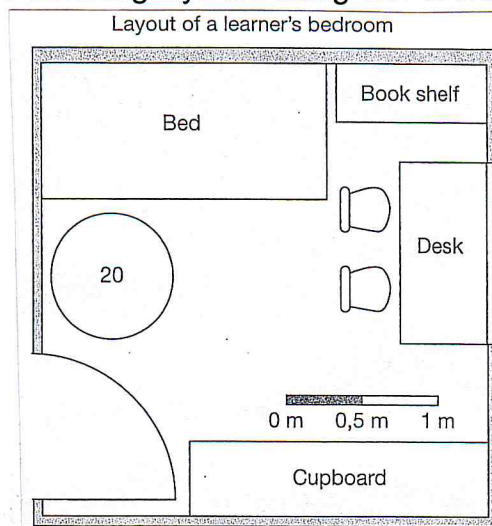 Layout of a learner's bedroom
Book shelf
Bed
Desk
20
0 m 0,5 m 1 m
Cupboard